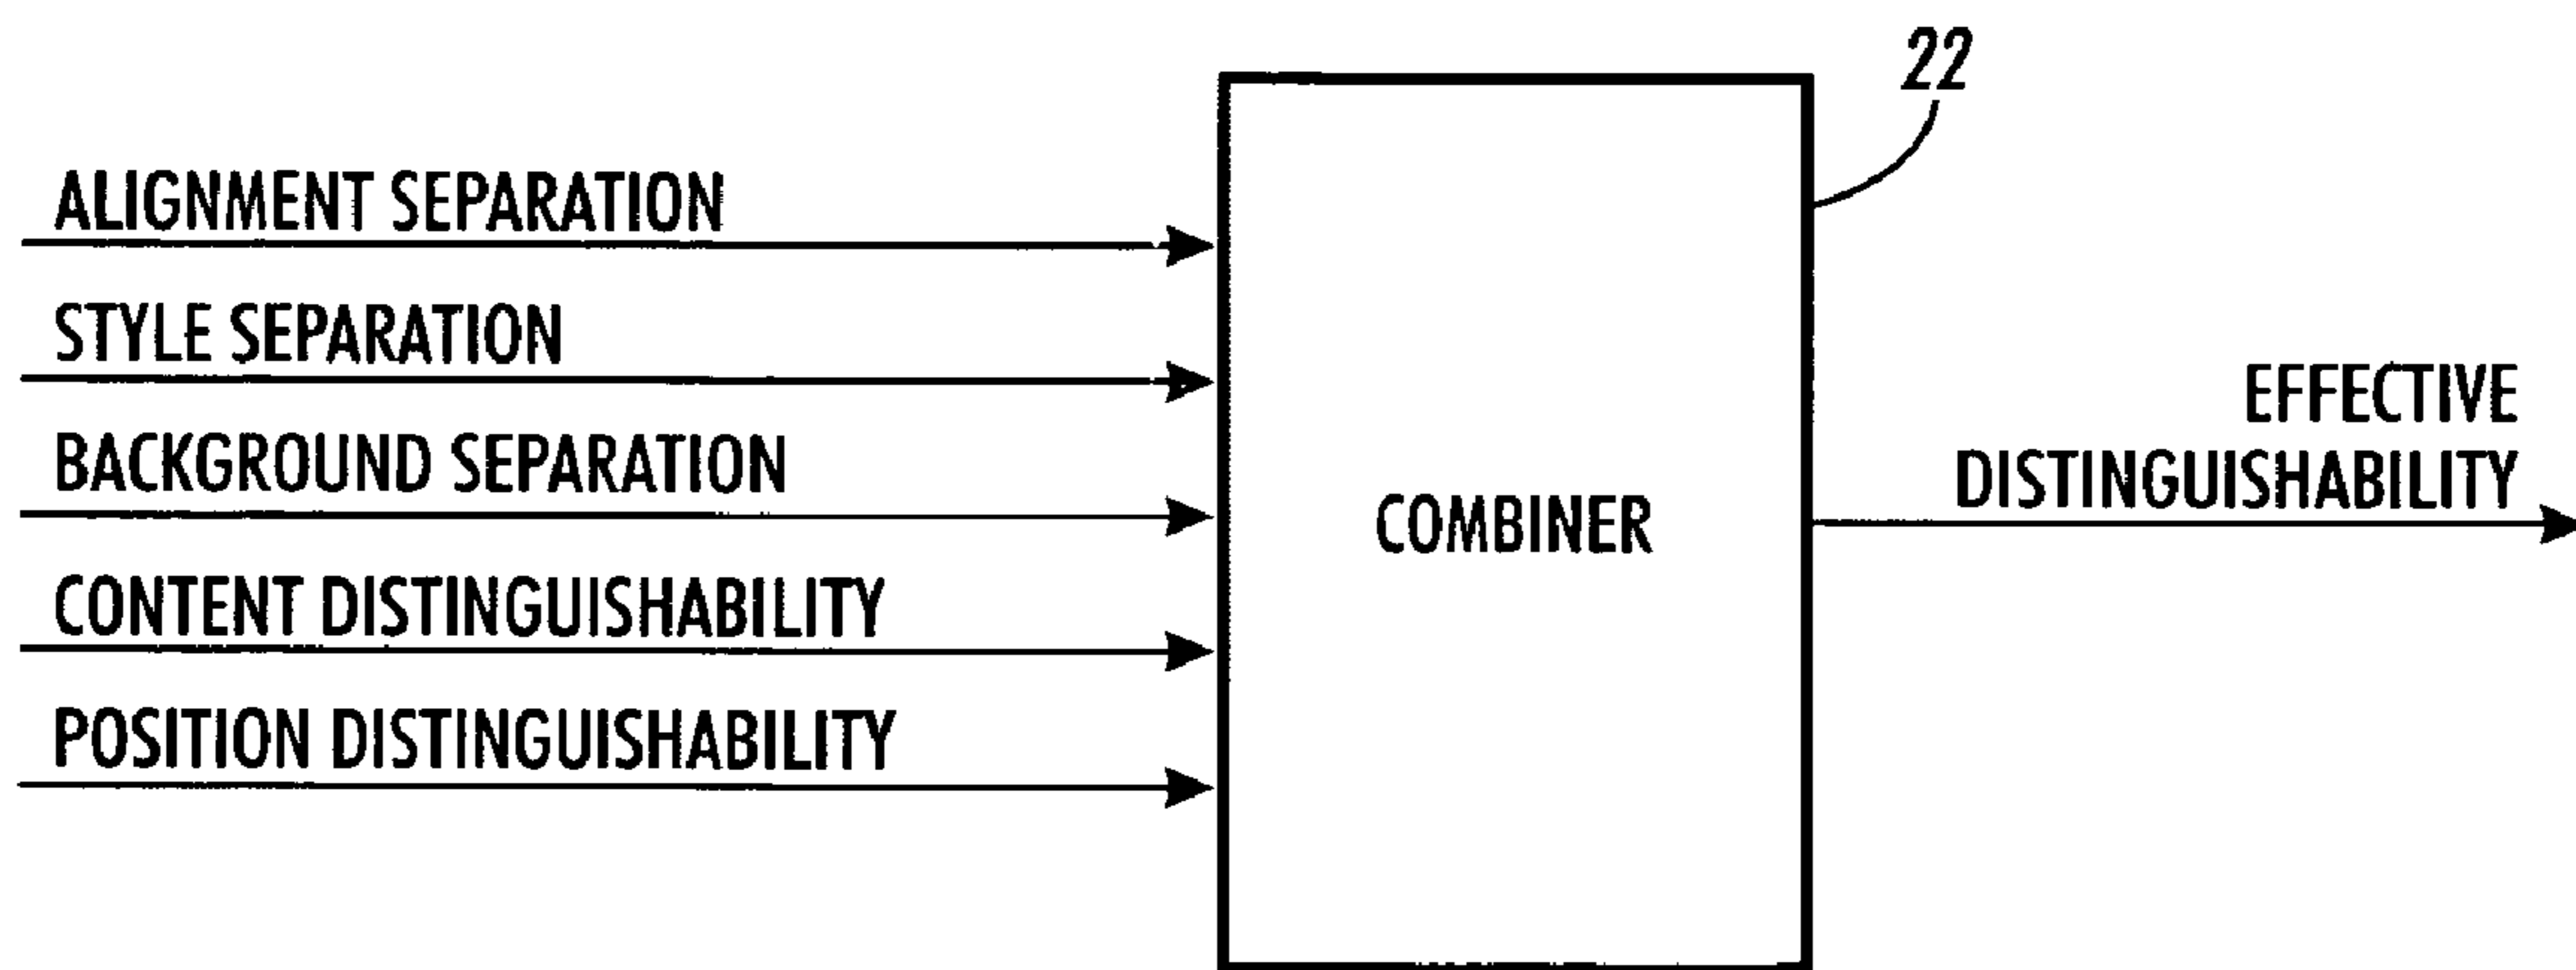 22
ALIGNMENT SEPARATION
STYLE SEPARATION
BACKGROUND SEPARATION
CONTENT DISTINGUISHABILITY
POSITION DISTINGUISHABILITY
COMBINER
EFFECTIVE
DISTINGUISHABILITY